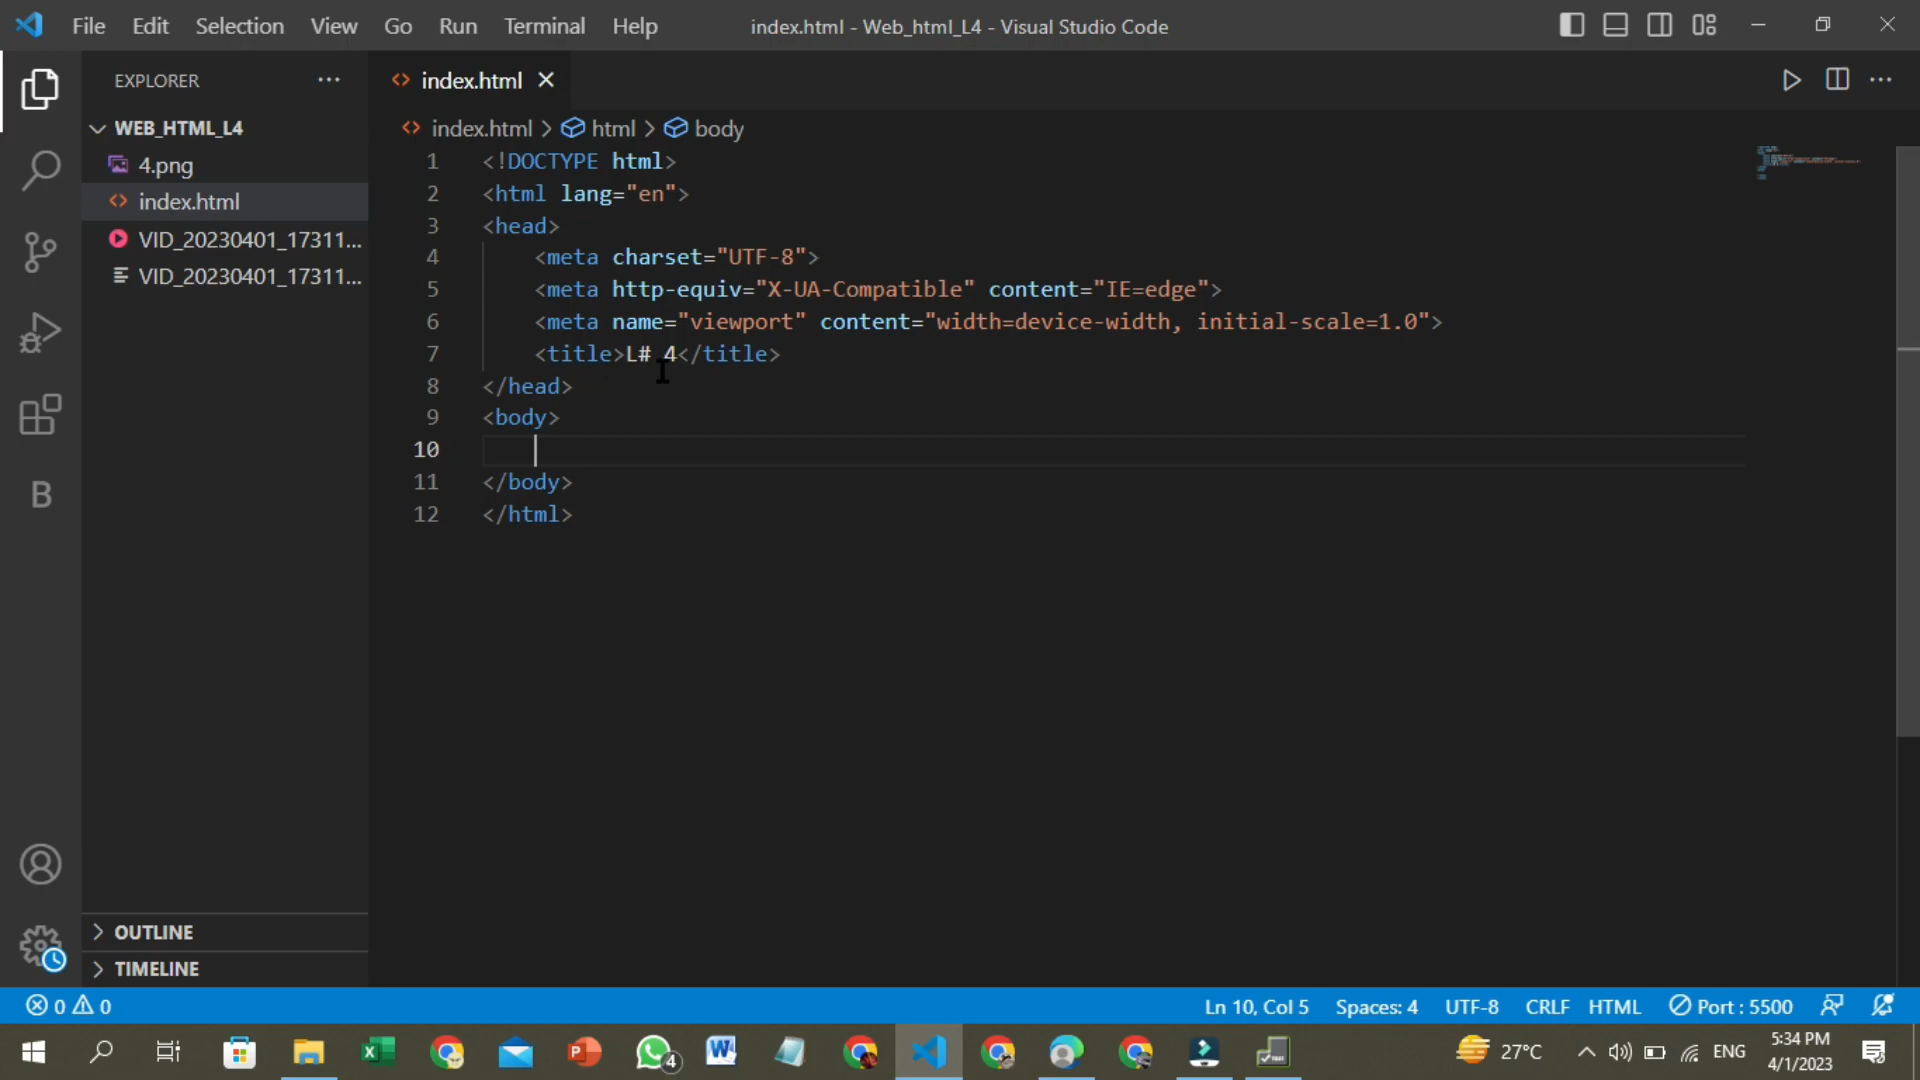 File Edit Selection View Go Run Terminal Help
index.html - Web_html_L4 - Visual Studio Code
EXPLORER
WEB_HTML_L4
4.png
index.html
VID_20230401_17311...
VID_20230401_17311...
OUTLINE
TIMELINE
index.html
index.html > html > body
1 <!DOCTYPE html>
2 <html lang="en">
3 <head>
4 <meta charset="UTF-8">
5 <meta http-equiv="X-UA-Compatible" content="IE=edge">
6 <meta name="viewport" content="width=device-width, initial-scale=1.0">
7 <title>L# 4</title>
8 </head>
9 <body>
10
11 </body>
12 </html>
0 0 Ln 10, Col 5 Spaces: 4 UTF-8 CRLF HTML Port : 5500
4 27°C ENG 5:34 PM
4/1/2023